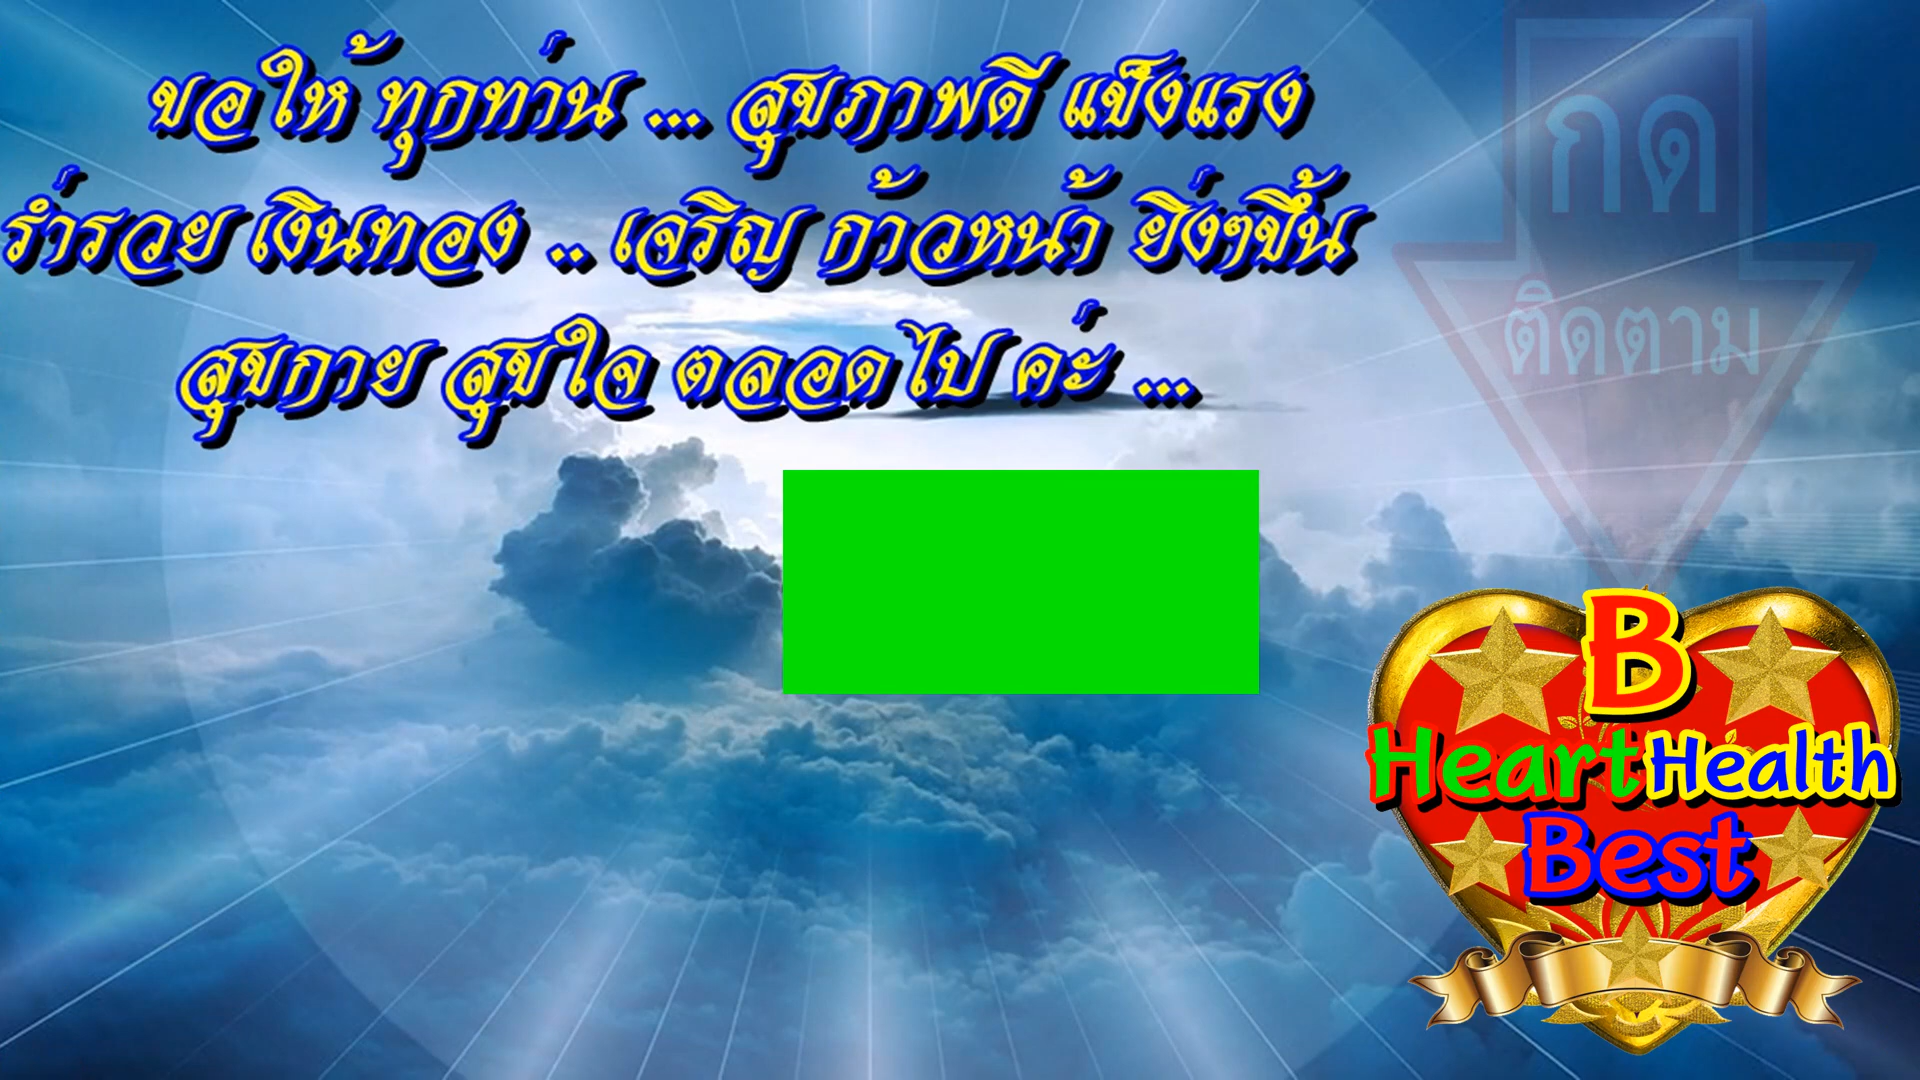 ขอให้ ทุกท่าน ... สุขภาพดี แข็งแรง
ร่ำรวย เงินทอง .. เจริญ ก้าวหน้า ยิ่งๆขึ้น
สุขกาย สุขใจ ตลอดไป ค่ะ ...
กด
ติดตาม
B
Heart Health
Best